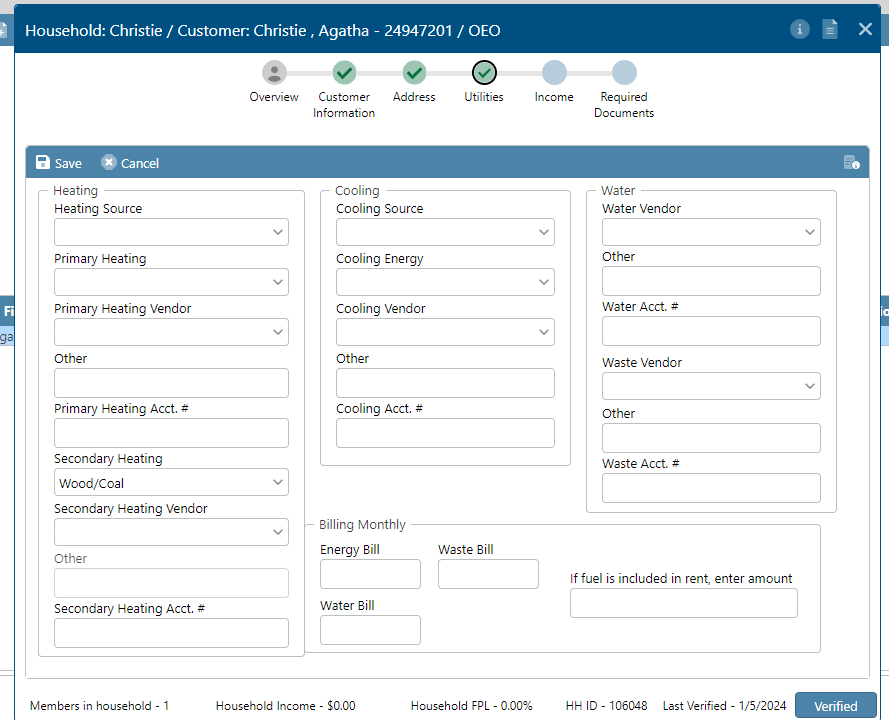 Household: Christie / Customer: Christie , Agatha - 24947201 / OEO
Overview
Customer Information
Address
Utilities
Income
Required Documents
Save
Cancel
Heating
Heating Source
Primary Heating
Primary Heating Vendor
Other
Primary Heating Acct. #
Secondary Heating
Wood/Coal
Secondary Heating Vendor
Other
Secondary Heating Acct. #
Cooling
Cooling Source
Cooling Energy
Cooling Vendor
Other
Cooling Acct. #
Water
Water Vendor
Other
Water Acct. #
Waste Vendor
Other
Waste Acct. #
Billing Monthly
Energy Bill
Waste Bill
Water Bill
If fuel is included in rent, enter amount
Members in household - 1
Household Income - $0.00
Household FPL - 0.00%
HH ID - 106048
Last Verified - 1/5/2024
Verified